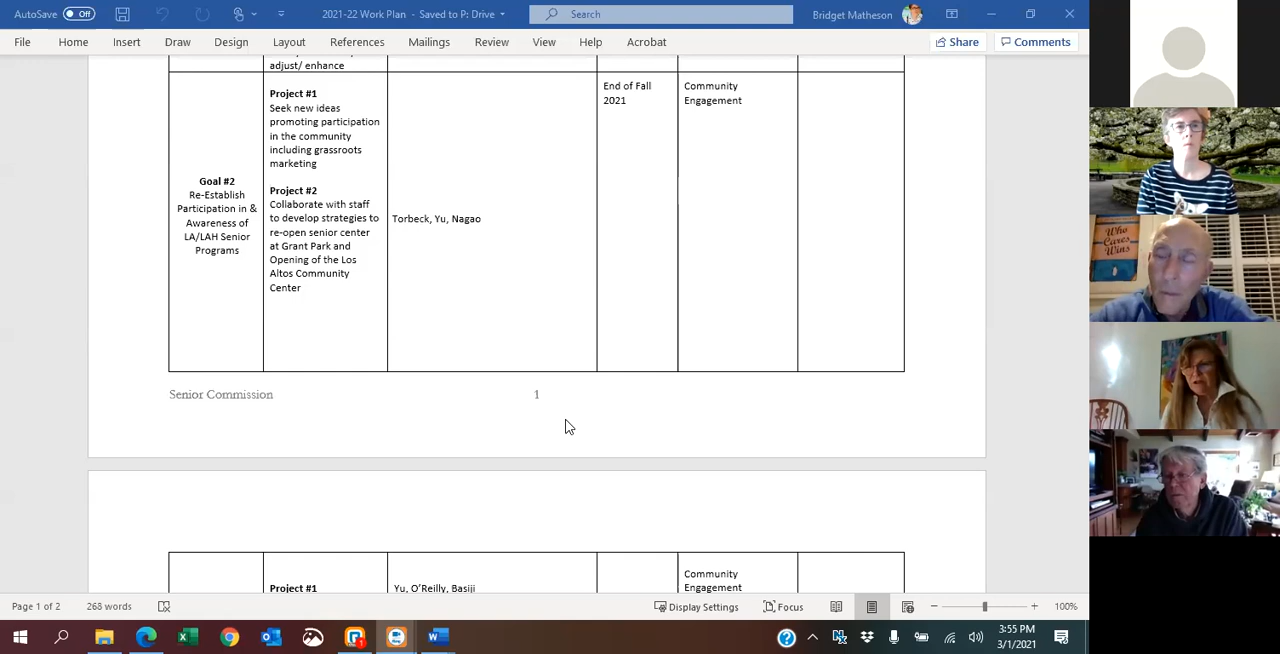 AutoSave Off 2021-22 Work Plan - Saved to P: Drive Search Bridget Matheson
File Home Insert Draw Design Layout References Mailings Review View Help Acrobat Share Comments
adjust/ enhance
Project #1
Seek new ideas
promoting participation
in the community
including grassroots
marketing
Project #2
Collaborate with staff
to develop strategies to
re-open senior center
at Grant Park and
Opening of the Los
Altos Community
Center
Goal #2
Re-Establish
Participation in &
Awareness of
LA/LAH Senior
Programs
Torbeck, Yu, Nagao
End of Fall
2021
Community
Engagement
Senior Commission 1
Project #1
Yu, O'Reilly, Basiji
Community
Engagement
Who
Cares
Wins
Page 1 of 2 268 words Display Settings Focus 100%
3:55 PM
3/1/2021